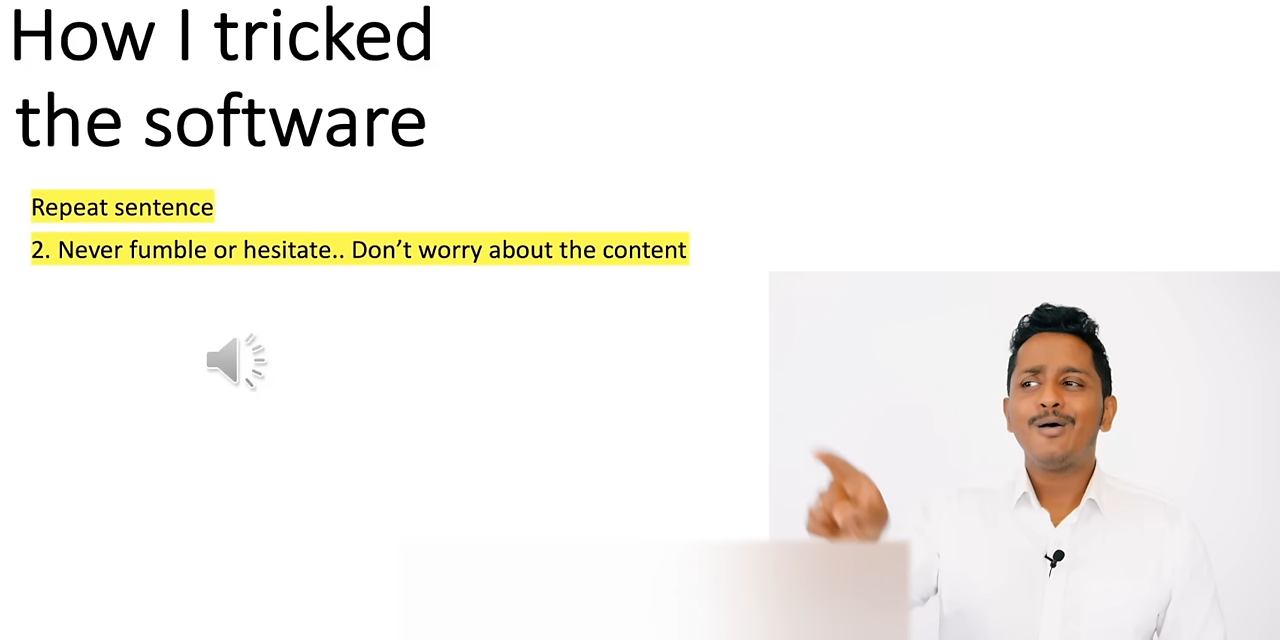 How I tricked
the software
Repeat sentence
2. Never fumble or hesitate.. Don’t worry about the content